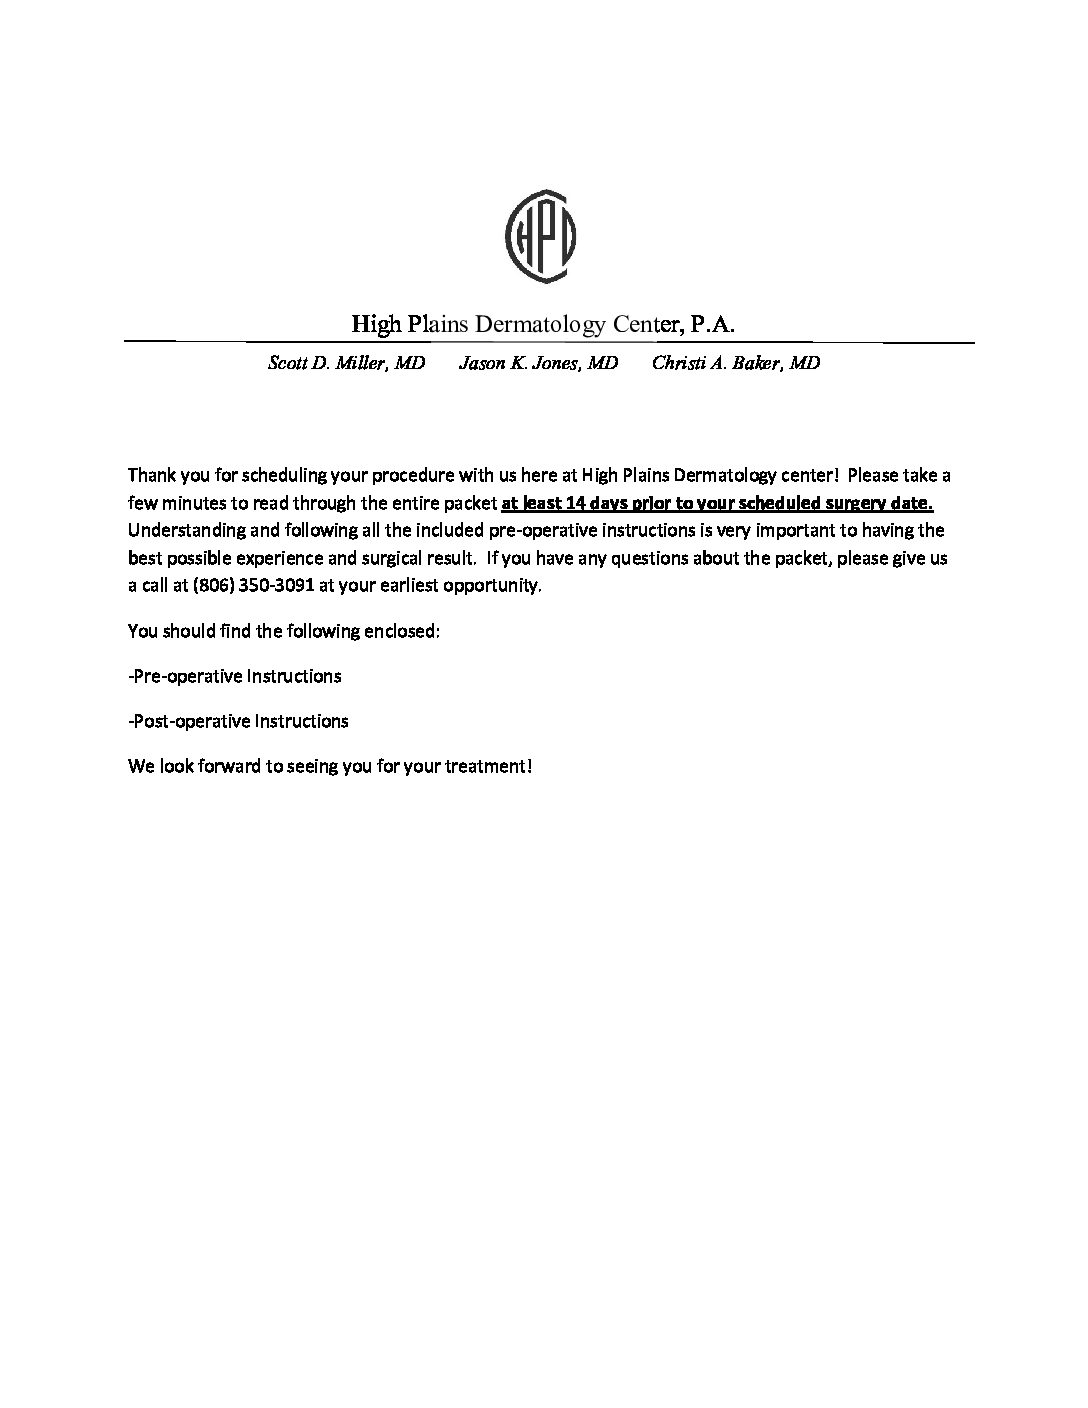 HPD
High Plains Dermatology Center, P.A.
Scott D. Miller, MD Jason K. Jones, MD Christi A. Baker, MD
Thank you for scheduling your procedure with us here at High Plains Dermatology center! Please take a
few minutes to read through the entire packet at least 14 days prior to your scheduled surgery date.
Understanding and following all the included pre-operative instructions is very important to having the
best possible experience and surgical result. If you have any questions about the packet, please give us
a call at (806) 350-3091 at your earliest opportunity.
You should find the following enclosed:
-Pre-operative Instructions
-Post-operative Instructions
We look forward to seeing you for your treatment!